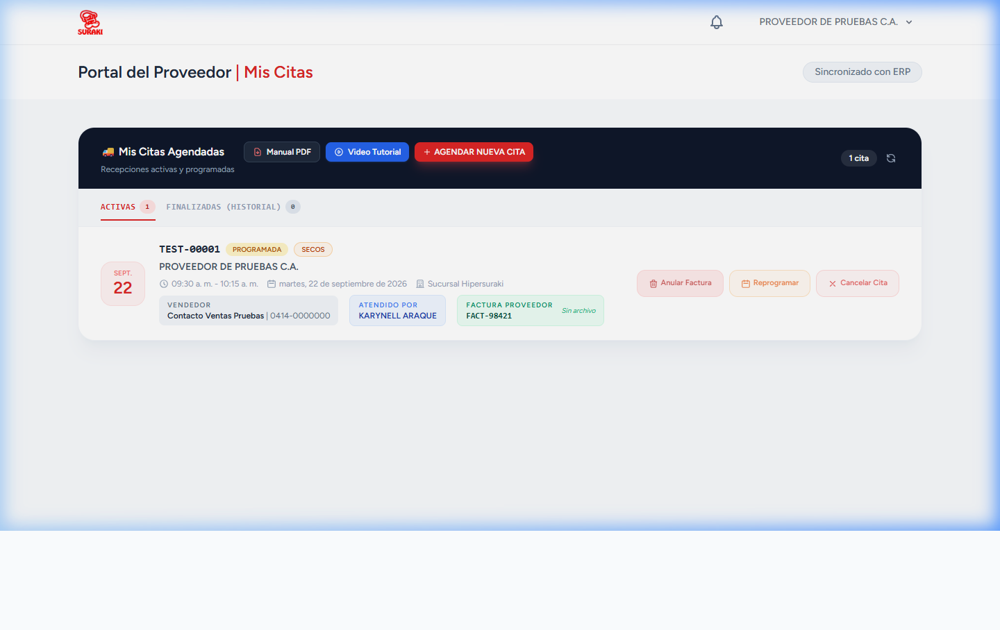 SURAKI
PROVEEDOR DE PRUEBAS C.A.
Portal del Proveedor | Mis Citas
Sincronizado con ERP
Mis Citas Agendadas
Manual PDF
Video Tutorial
+ AGENDAR NUEVA CITA
Recepciones activas y programadas
1 cita
ACTIVAS 1
FINALIZADAS (HISTORIAL) 0
SEPT.
22
TEST-00001 PROGRAMADA SECOS
PROVEEDOR DE PRUEBAS C.A.
09:30 a. m. - 10:15 a. m. martes, 22 de septiembre de 2026 Sucursal Hipersuraki
VENDEDOR
Contacto Ventas Pruebas | 0414-0000000
ATENDIDO POR
KARYNELL ARAQUE
FACTURA PROVEEDOR
FACT-98421
Sin archivo
Anular Factura
Reprogramar
Cancelar Cita